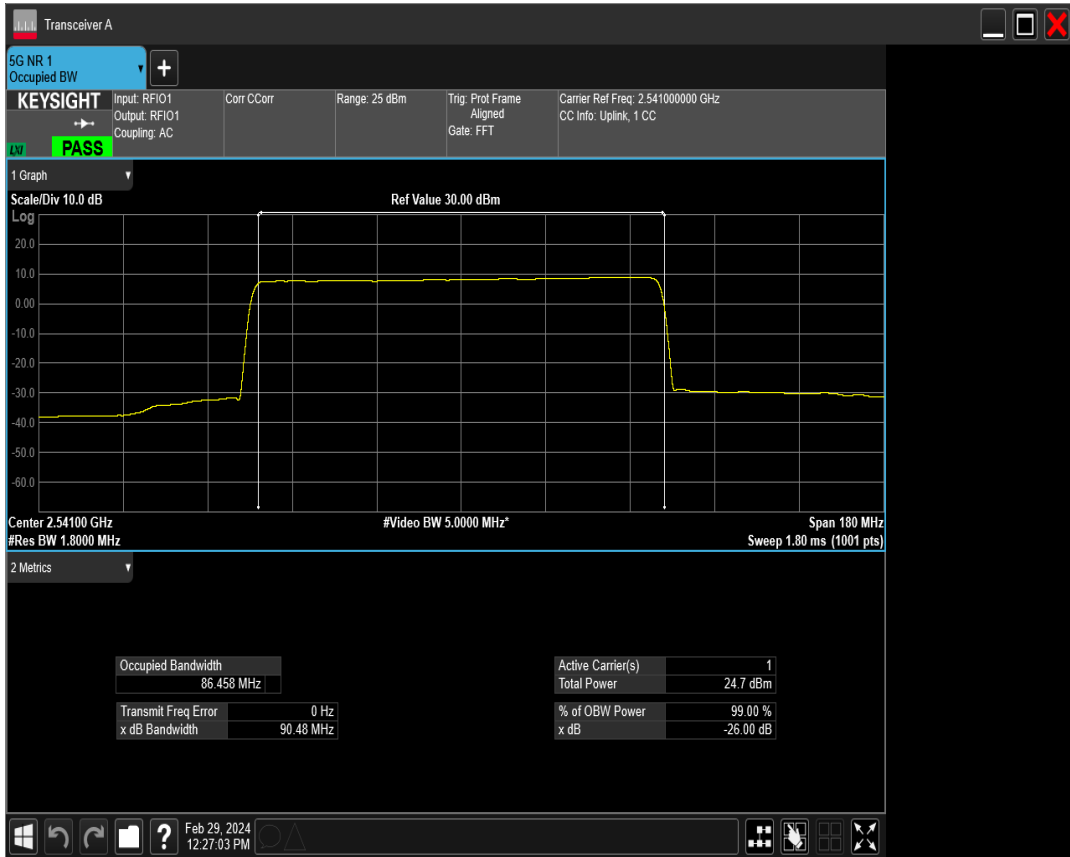 Transceiver A
5G NR 1
Occupied BW
+
KEYSIGHT
Input: RFIO1
Output: RFIO1
Coupling: AC
Corr CCorr
Range: 25 dBm
Trig: Prot Frame
Aligned
Gate: FFT
Carrier Ref Freq: 2.541000000 GHz
CC Info: Uplink, 1 CC
LXI
PASS
1 Graph
Scale/Div 10.0 dB
Ref Value 30.00 dBm
Log
20.0
10.0
0.00
-10.0
-20.0
-30.0
-40.0
-50.0
-60.0
Center 2.54100 GHz
#Video BW 5.0000 MHz*
Span 180 MHz
#Res BW 1.8000 MHz
Sweep 1.80 ms (1001 pts)
2 Metrics
Occupied Bandwidth
86.458 MHz
Transmit Freq Error 0 Hz
x dB Bandwidth 90.48 MHz
Active Carrier(s) 1
Total Power 24.7 dBm
% of OBW Power 99.00 %
x dB -26.00 dB
?
Feb 29, 2024
12:27:03 PM